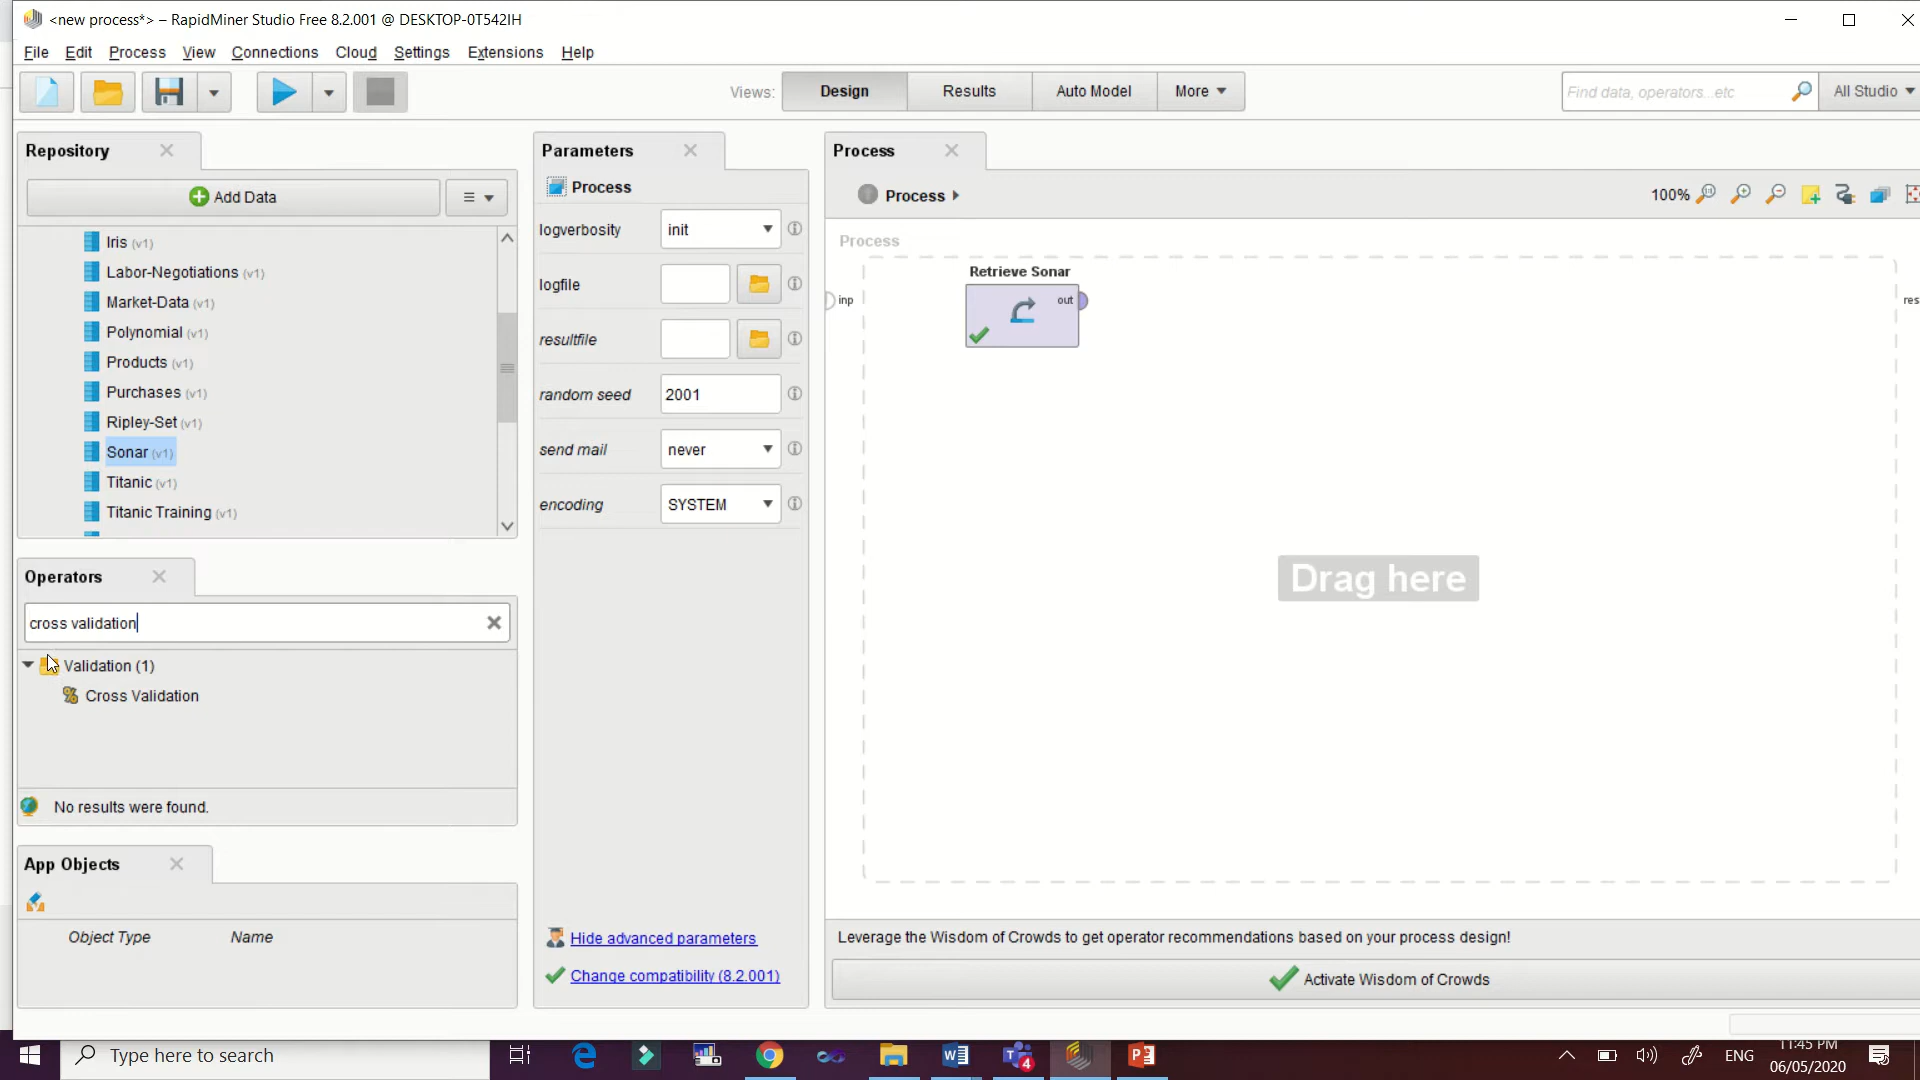 <new process*> – RapidMiner Studio Free 8.2.001 @ DESKTOP-0T542IH
File Edit Process View Connections Cloud Settings Extensions Help
Views: Design Results Auto Model More
Find data, operators...etc
All Studio
Repository
Add Data
Iris (v1)
Labor-Negotiations (v1)
Market-Data (v1)
Polynomial (v1)
Products (v1)
Purchases (v1)
Ripley-Set (v1)
Sonar (v1)
Titanic (v1)
Titanic Training (v1)
Operators
cross validation
Validation (1)
Cross Validation
No results were found.
App Objects
Object Type Name
Parameters
Process
logverbosity init
logfile
resultfile
random seed 2001
send mail never
encoding SYSTEM
Hide advanced parameters
Change compatibility (8.2.001)
Process
Process
100%
Process
Retrieve Sonar
inp
out
res
Drag here
Leverage the Wisdom of Crowds to get operator recommendations based on your process design!
Activate Wisdom of Crowds
Type here to search
4
ENG
11:45 PM
06/05/2020